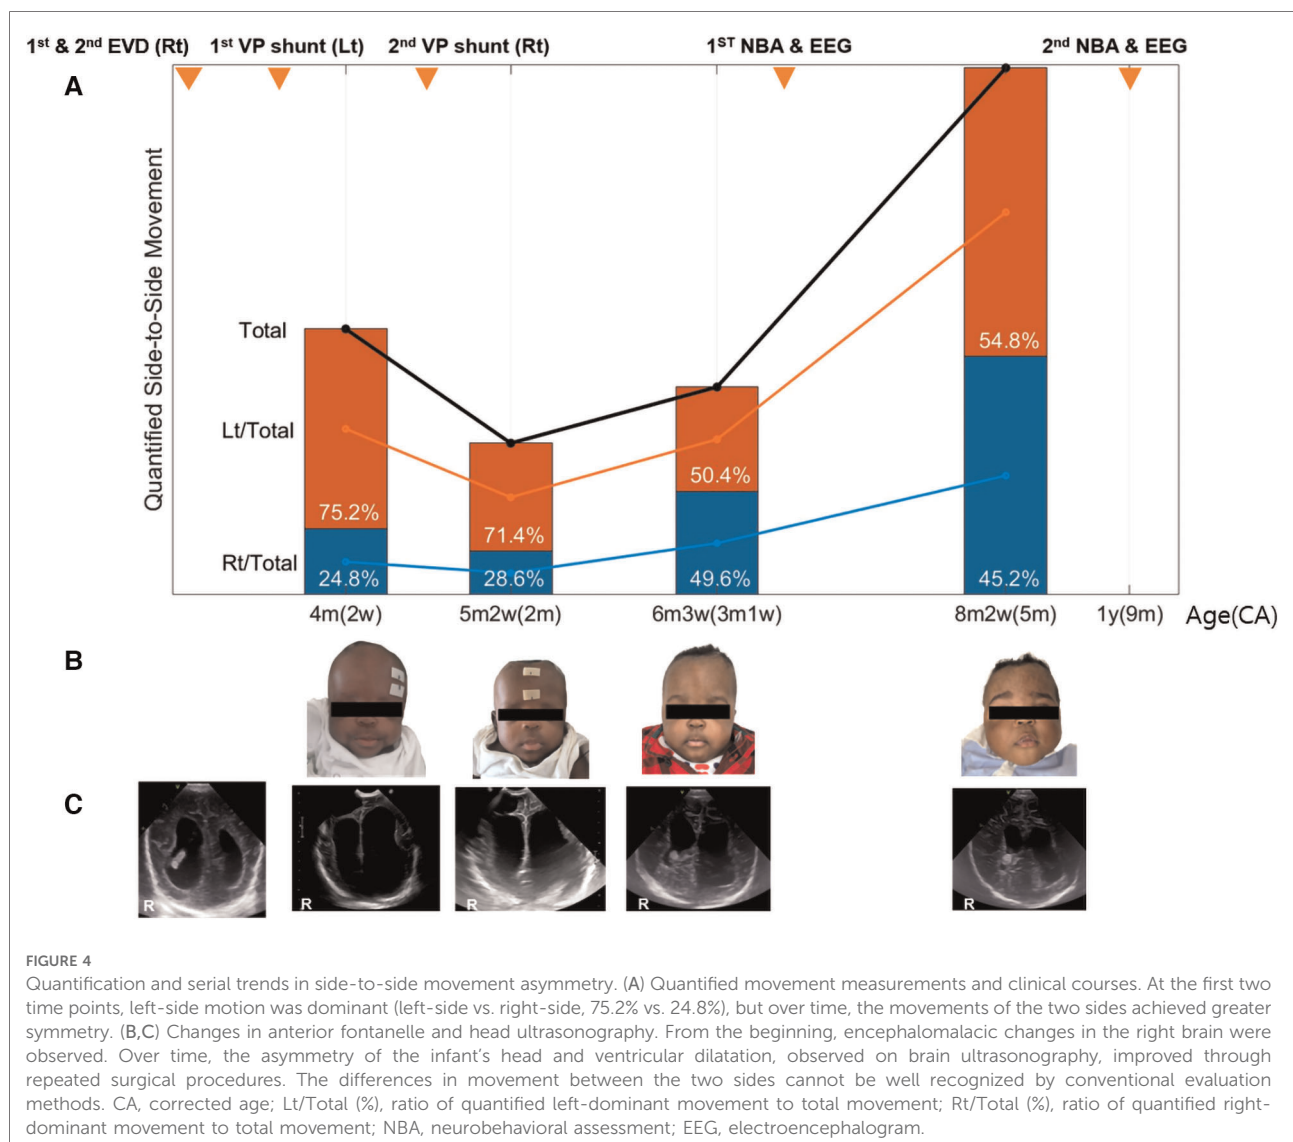 1st & 2nd EVD (Rt) 1st VP shunt (Lt) 2nd VP shunt (Rt) 1ST NBA & EEG 2nd NBA & EEG
A
Quantified Side-to-Side Movement
Total
Lt/Total
Rt/Total
75.2%
24.8%
71.4%
28.6%
50.4%
49.6%
54.8%
45.2%
4m(2w) 5m2w(2m) 6m3w(3m1w) 8m2w(5m) 1y(9m) Age(CA)
B
C
R R R R R
FIGURE 4
Quantification and serial trends in side-to-side movement asymmetry. (A) Quantified movement measurements and clinical courses. At the first two
time points, left-side motion was dominant (left-side vs. right-side, 75.2% vs. 24.8%), but over time, the movements of the two sides achieved greater
symmetry. (B,C) Changes in anterior fontanelle and head ultrasonography. From the beginning, encephalomalacic changes in the right brain were
observed. Over time, the asymmetry of the infant's head and ventricular dilatation, observed on brain ultrasonography, improved through
repeated surgical procedures. The differences in movement between the two sides cannot be well recognized by conventional evaluation
methods. CA, corrected age; Lt/Total (%), ratio of quantified left-dominant movement to total movement; Rt/Total (%), ratio of quantified right-
dominant movement to total movement; NBA, neurobehavioral assessment; EEG, electroencephalogram.